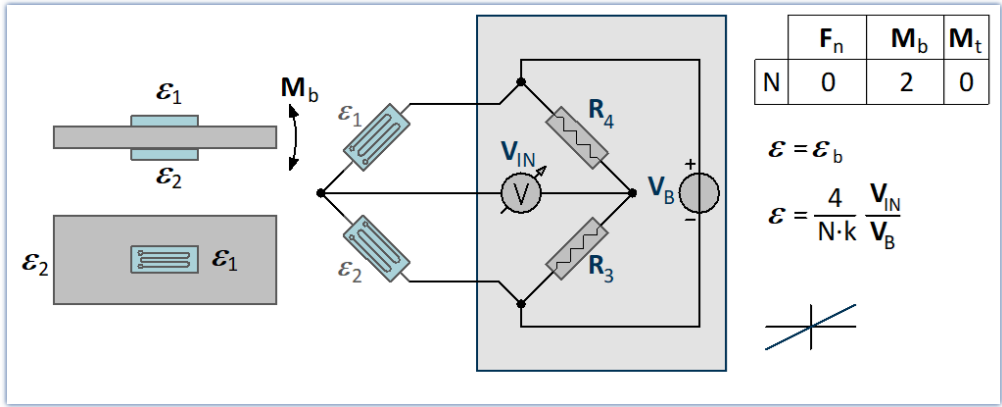 ε1
Mb
ε2
ε2
ε1
ε1
ε2
VIN
V
R4
R3
VB
+
−
Fn Mb Mt
N 0 2 0
ε = εb
ε = 4 VIN
N·k VB